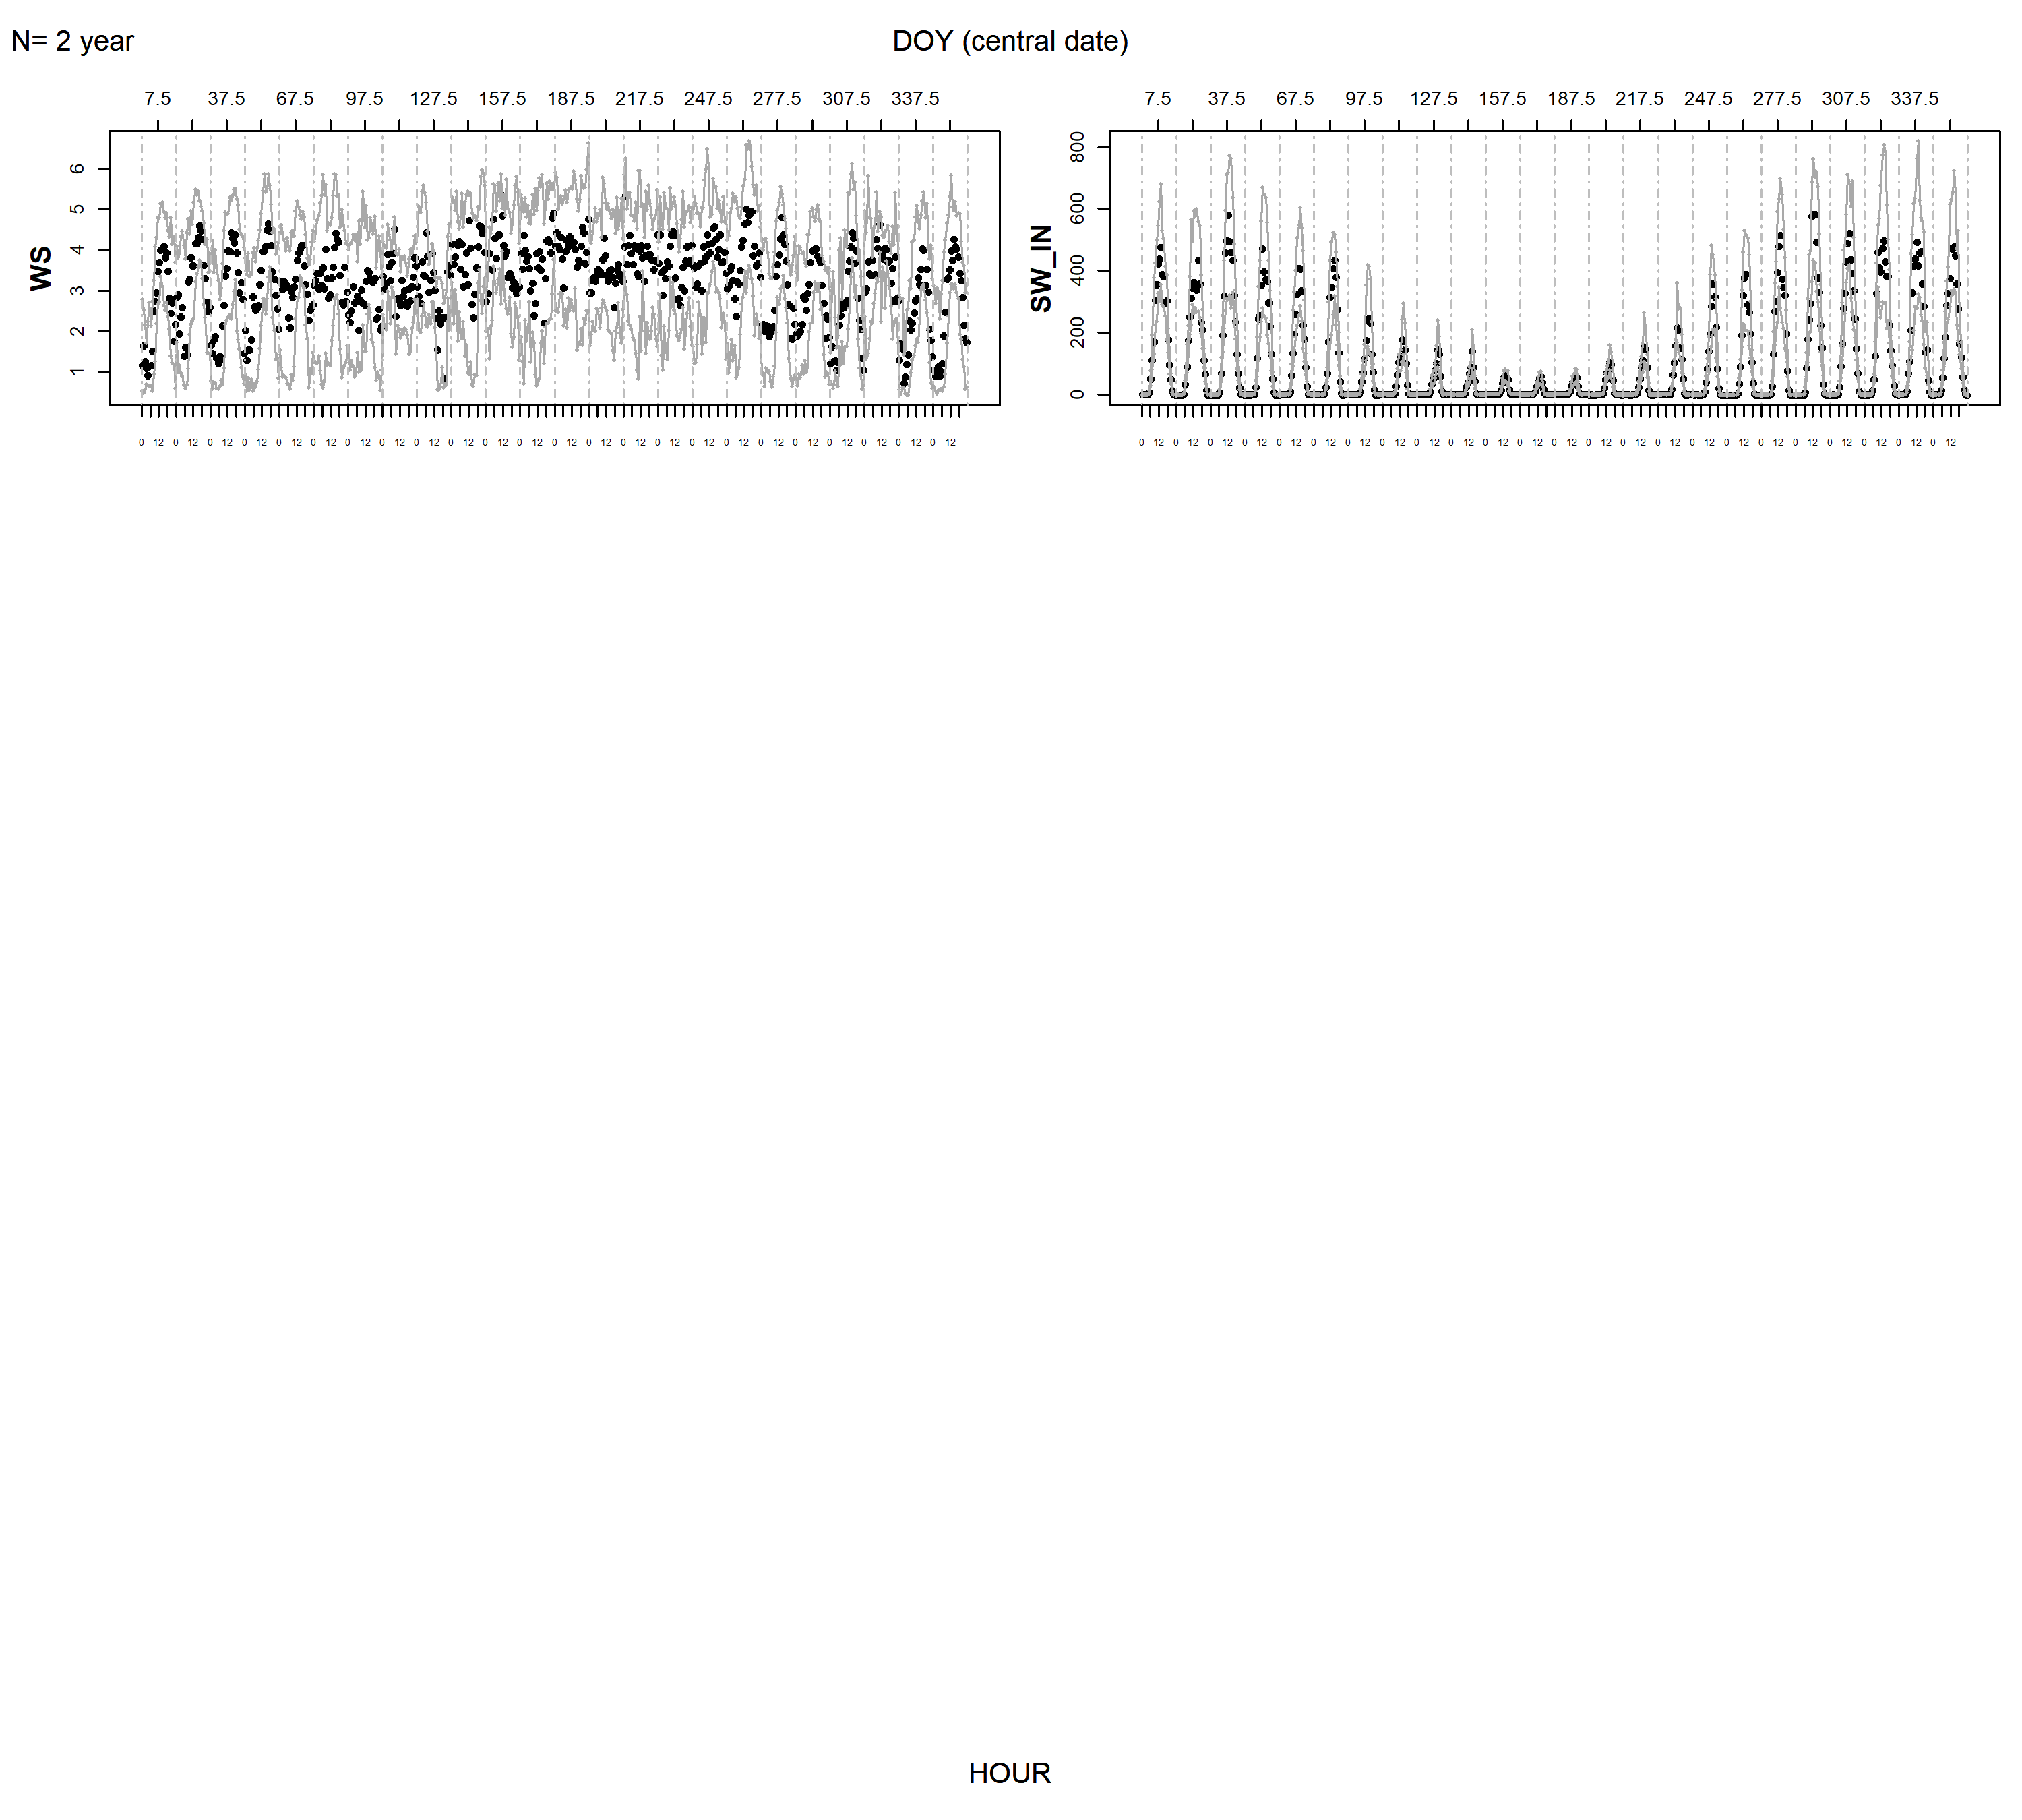 N= 2 year
DOY (central date)
7.5 37.5 67.5 97.5 127.5 157.5 187.5 217.5 247.5 277.5 307.5 337.5
WS
6
5
4
3
2
1
0 12 0 12 0 12 0 12 0 12 0 12 0 12 0 12 0 12 0 12 0 12 0 12 0 12 0 12 0 12 0 12 0 12 0 12 0 12 0 12 0 12 0 12 0 12 0 12
7.5 37.5 67.5 97.5 127.5 157.5 187.5 217.5 247.5 277.5 307.5 337.5
SW_IN
800
600
400
200
0
0 12 0 12 0 12 0 12 0 12 0 12 0 12 0 12 0 12 0 12 0 12 0 12 0 12 0 12 0 12 0 12 0 12 0 12 0 12 0 12 0 12 0 12 0 12 0 12
HOUR